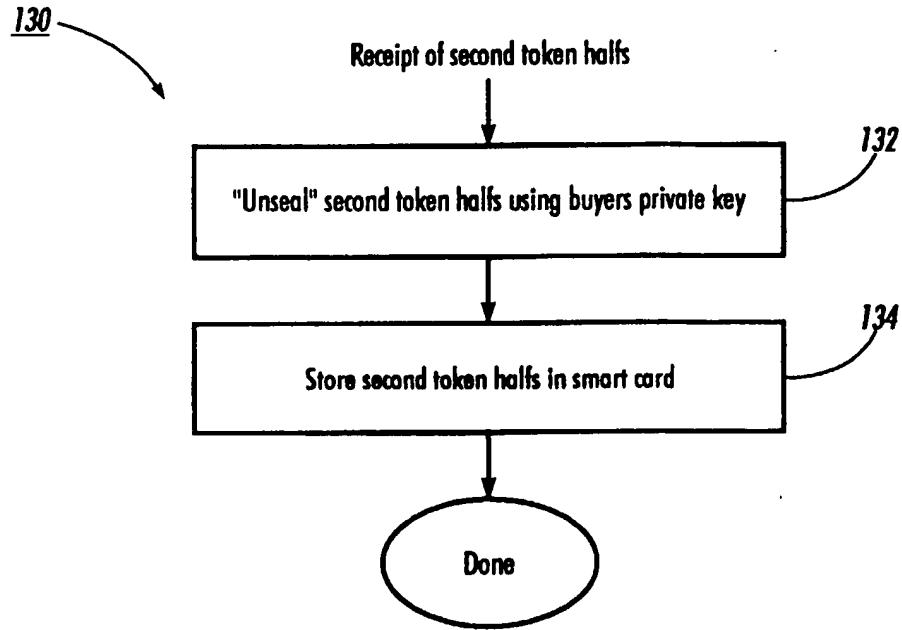 130
Receipt of second token halfs
132
"Unseal" second token halfs using buyers private key
134
Store second token halfs in smart card
Done